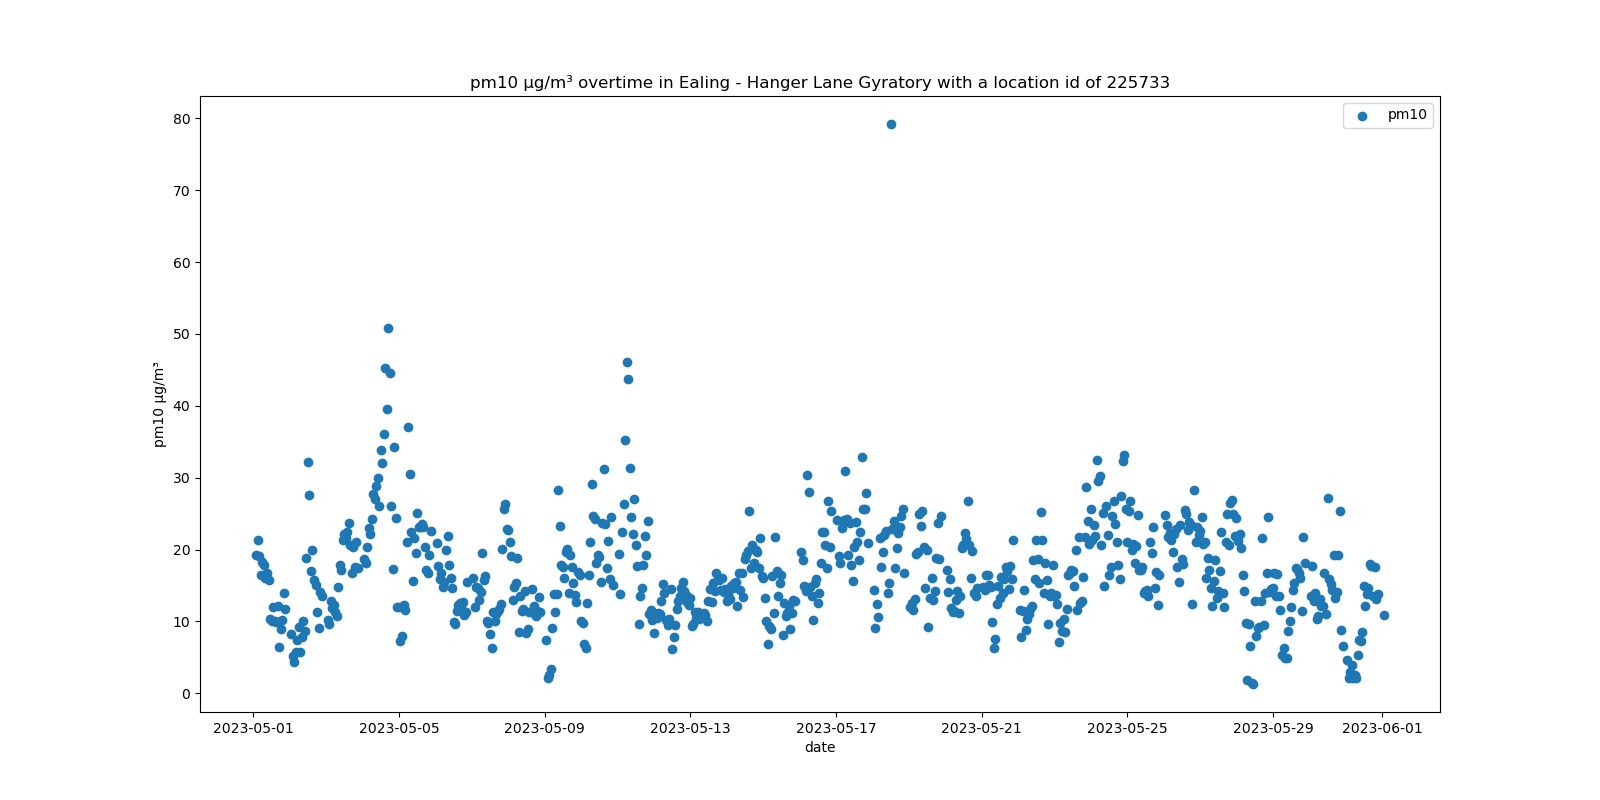 pm10 µg/m³ overtime in Ealing - Hanger Lane Gyratory with a location id of 225733
pm10
80
70
60
50
40
30
20
10
0
pm10 µg/m³
2023-05-01 2023-05-05 2023-05-09 2023-05-13 2023-05-17 2023-05-21 2023-05-25 2023-05-29 2023-06-01
date